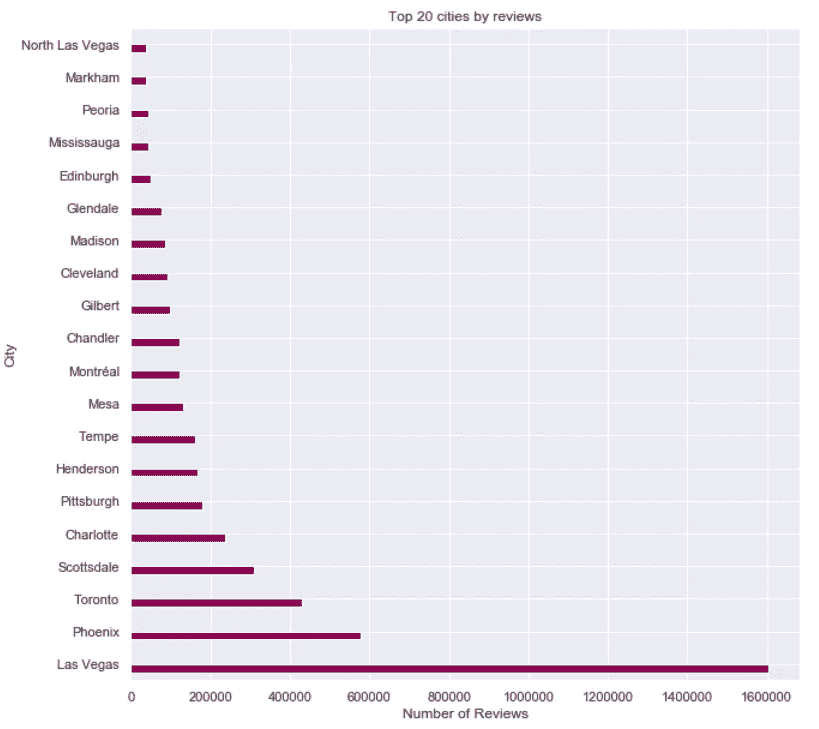 Top 20 cities by reviews
City
North Las Vegas
Markham
Peoria
Mississauga
Edinburgh
Glendale
Madison
Cleveland
Gilbert
Chandler
Montréal
Mesa
Tempe
Henderson
Pittsburgh
Charlotte
Scottsdale
Toronto
Phoenix
Las Vegas
0 200000 400000 600000 800000 1000000 1200000 1400000 1600000
Number of Reviews